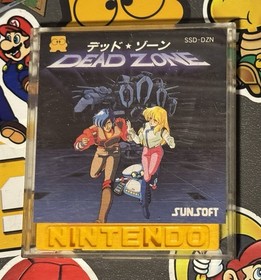 デッド★ゾーン
SSD-DZN
DEAD ZONE
SUNSOFT
NINTENDO